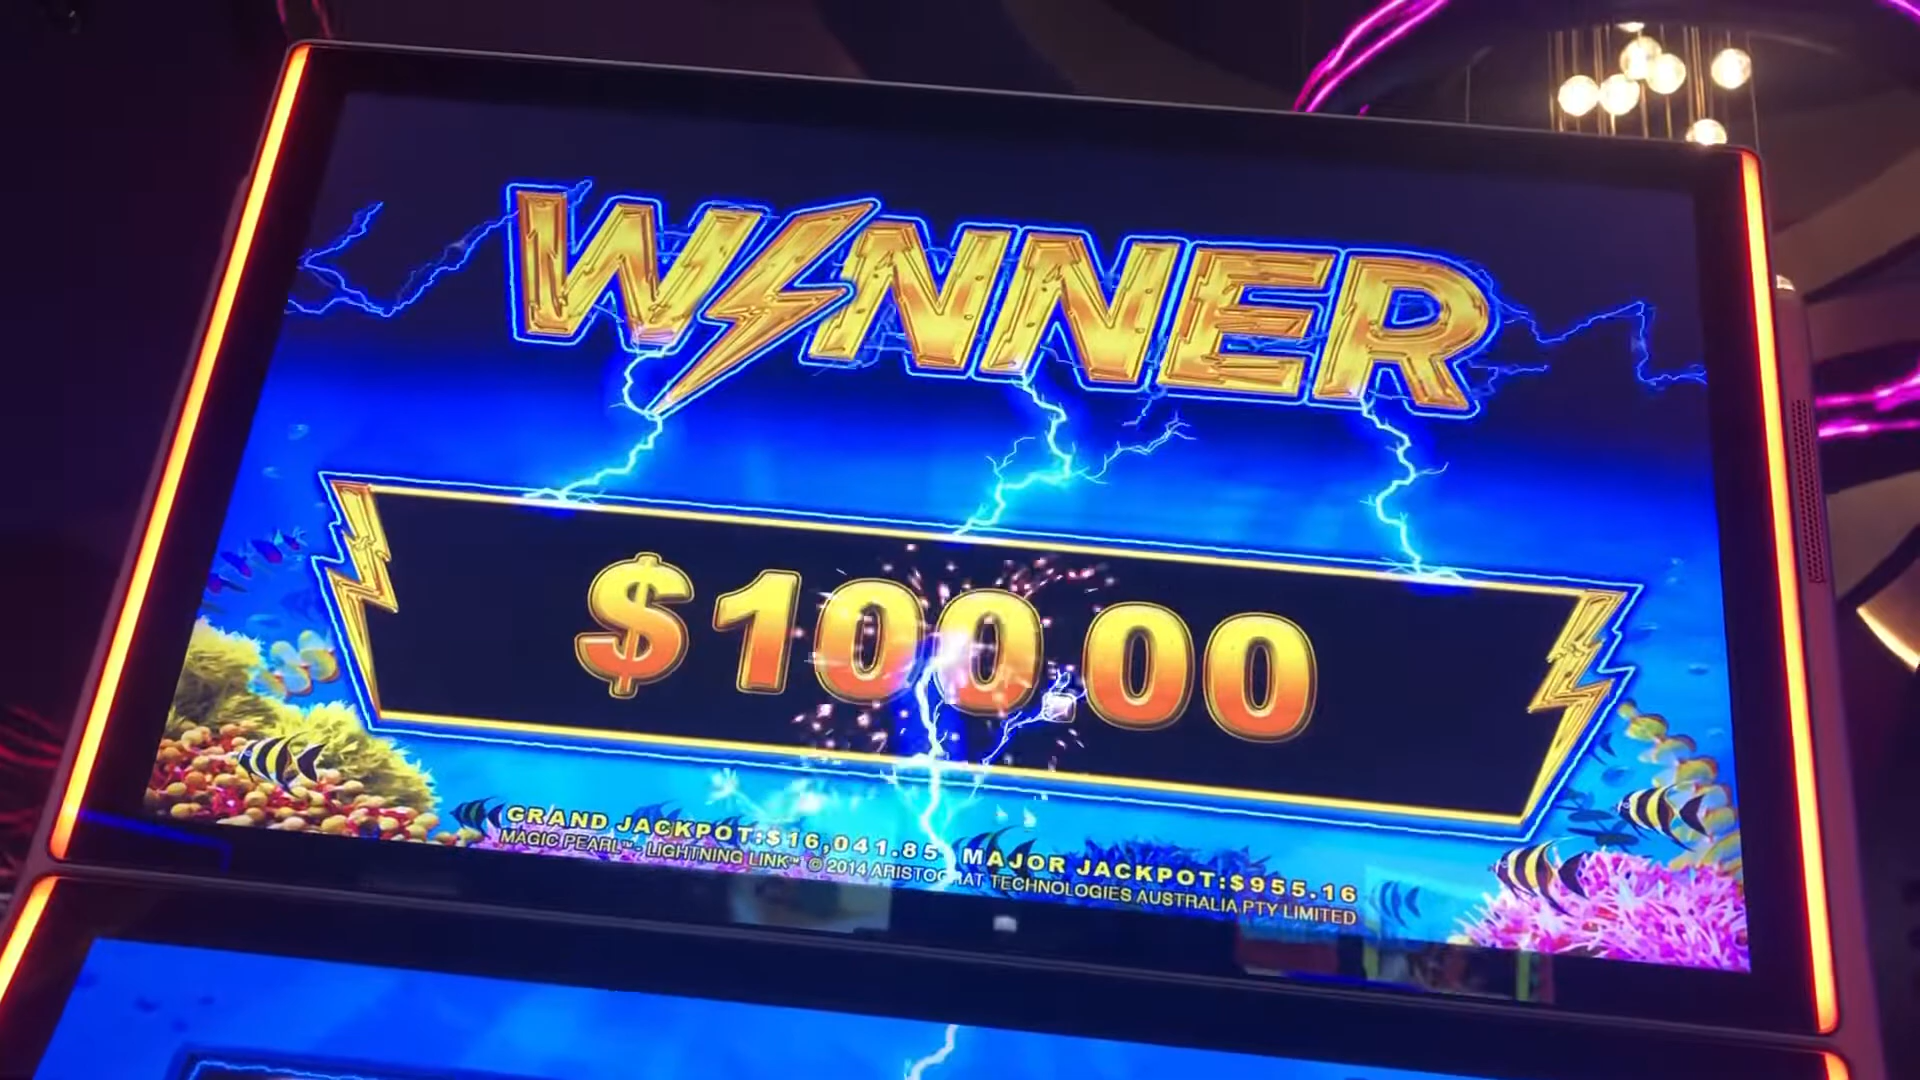 WINNER
$100.00
GRAND JACKPOT:$16,041.85 MAJOR JACKPOT:$955.16
MAGIC PEARL™ - LIGHTNING LINK™ © 2014 ARISTOCRAT TECHNOLOGIES AUSTRALIA PTY LIMITED